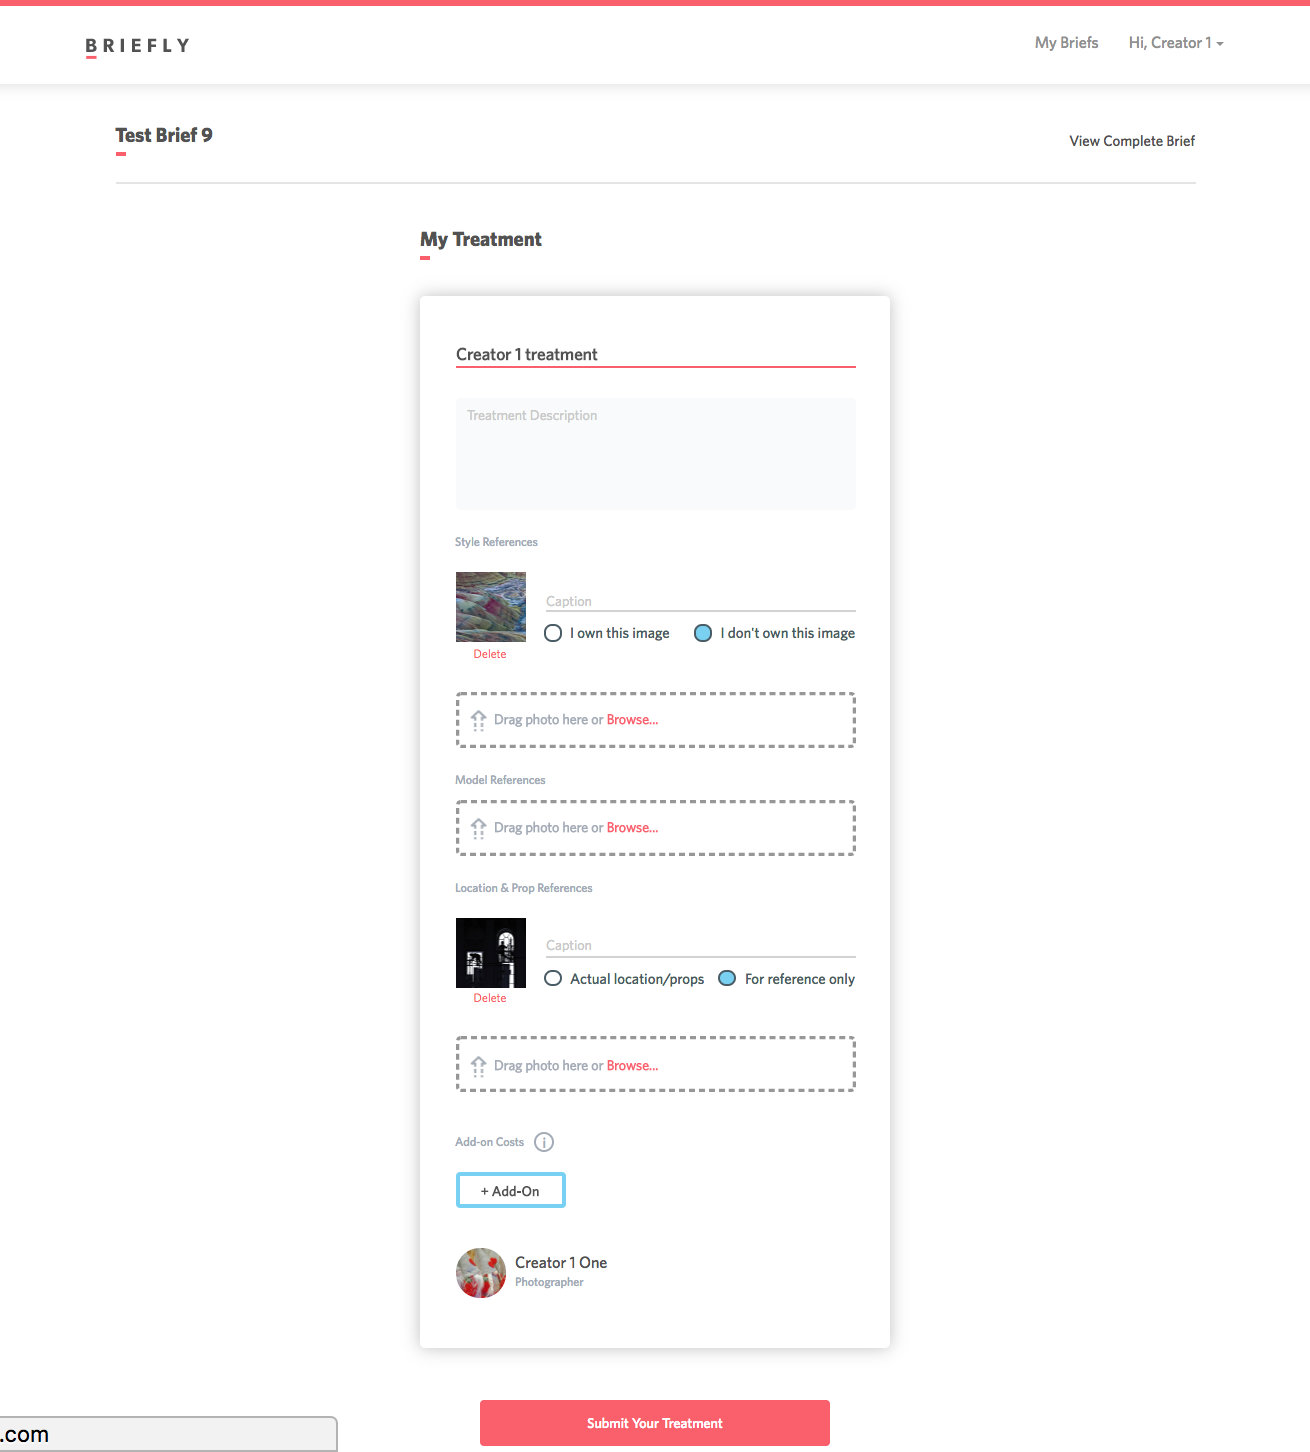 BRIEFLY
My Briefs
Hi, Creator 1
Test Brief 9
View Complete Brief
My Treatment
Creator 1 treatment
Treatment Description
Style References
Caption
I own this image
I don't own this image
Delete
Drag photo here or Browse...
Model References
Drag photo here or Browse...
Location & Prop References
Caption
Actual location/props
For reference only
Delete
Drag photo here or Browse...
Add-on Costs i
+ Add-On
Creator 1 One
Photographer
Submit Your Treatment
.com